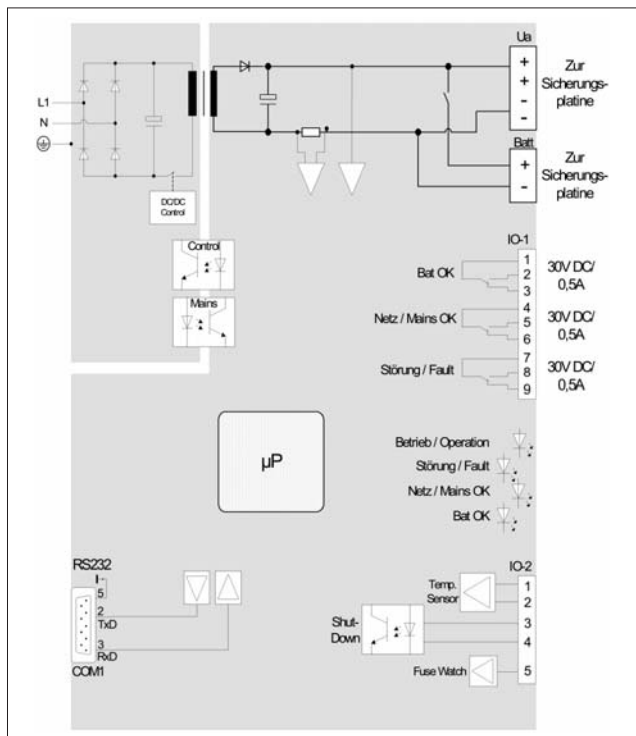 Ua
L1
N
+
+
-
-
Zur
Sicherungs-
platine
Batt
+
-
Zur
Sicherungs-
platine
DC/DC
Control
Control
Mains
IO-1
Bat OK
1
2
3
30V DC/
0,5A
Netz / Mains OK
4
5
6
30V DC/
0,5A
Störung / Fault
7
8
9
30V DC/
0,5A
µP
Betrieb / Operation
Störung / Fault
Netz / Mains OK
Bat OK
RS232
5
2
TxD
3
RxD
COM1
IO-2
Temp.
Sensor
1
2
Shut-
Down
3
4
Fuse Watch
5